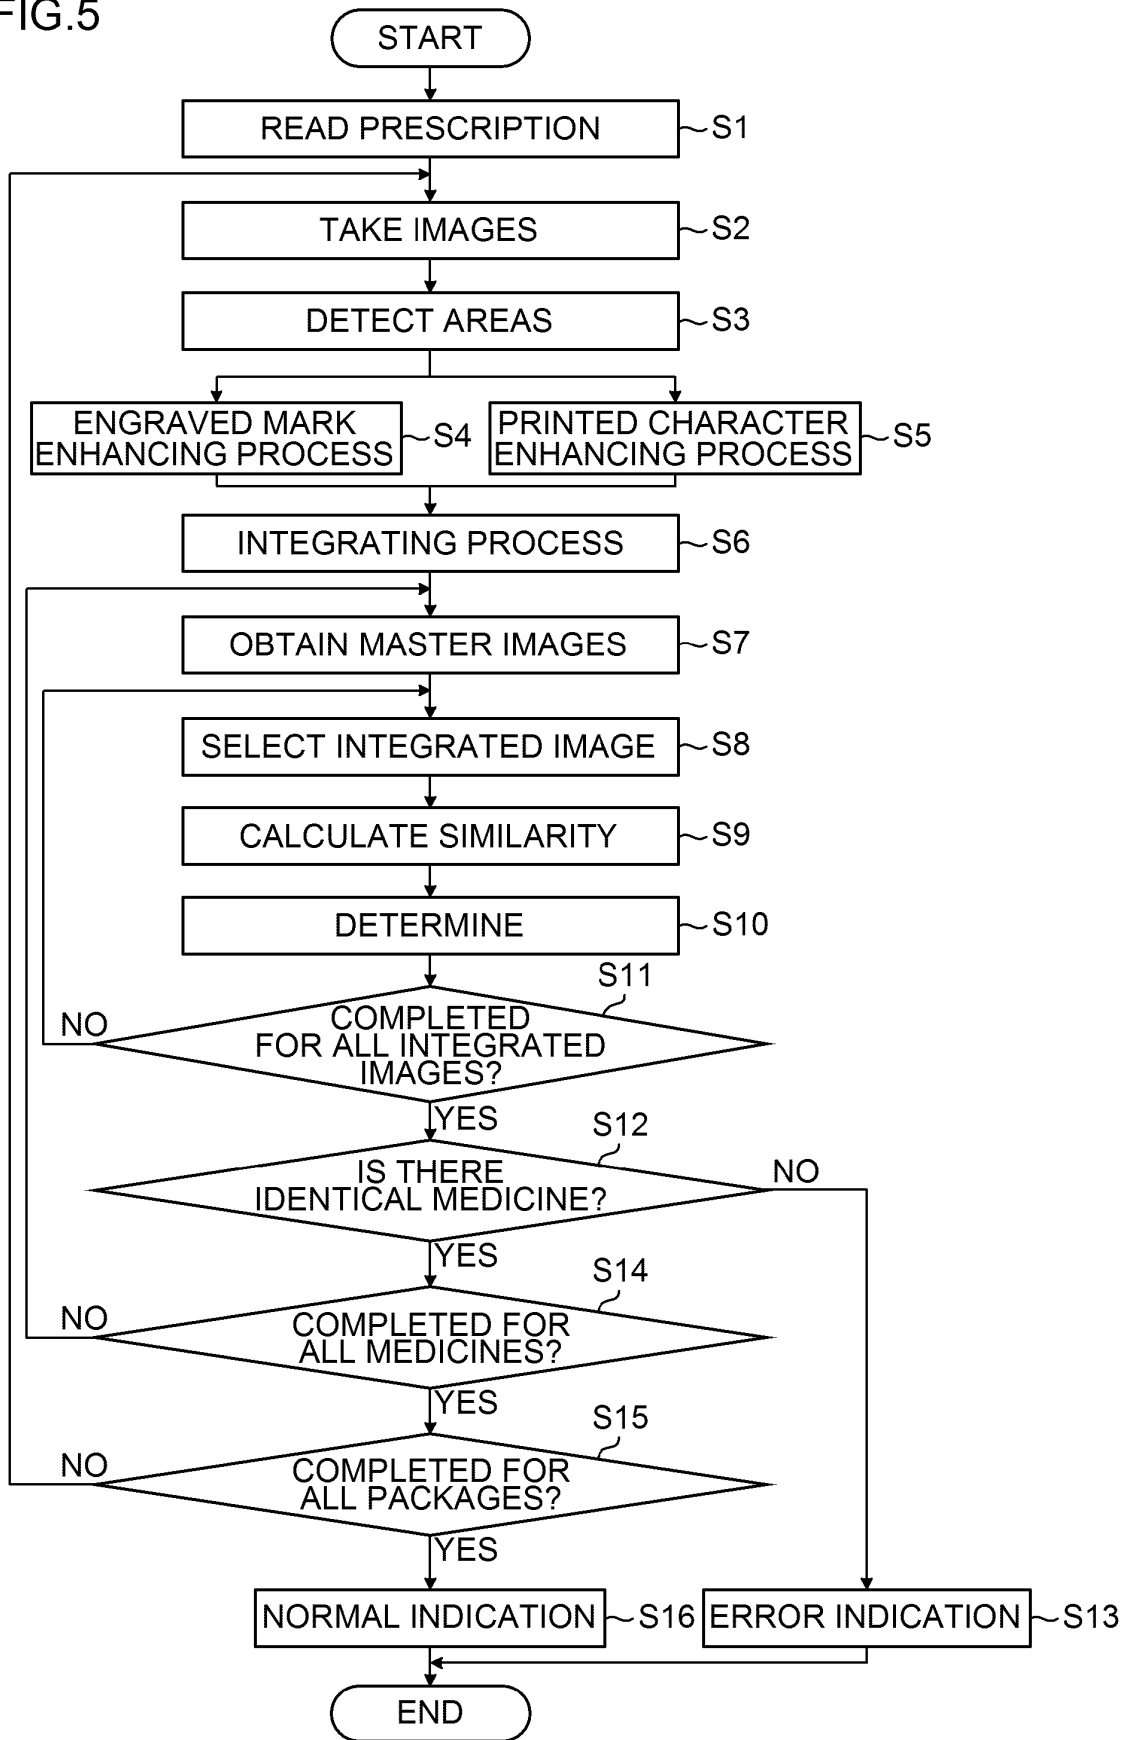 FIG.5
START
READ PRESCRIPTION
S1
TAKE IMAGES
S2
DETECT AREAS
S3
ENGRAVED MARK
ENHANCING PROCESS
S4
PRINTED CHARACTER
ENHANCING PROCESS
S5
INTEGRATING PROCESS
S6
OBTAIN MASTER IMAGES
S7
SELECT INTEGRATED IMAGE
S8
CALCULATE SIMILARITY
S9
DETERMINE
S10
S11
NO
COMPLETED
FOR ALL INTEGRATED
IMAGES?
YES
S12
IS THERE
IDENTICAL MEDICINE?
NO
YES
S14
NO
COMPLETED FOR
ALL MEDICINES?
YES
S15
NO
COMPLETED FOR
ALL PACKAGES?
YES
NORMAL INDICATION
S16
ERROR INDICATION
S13
END